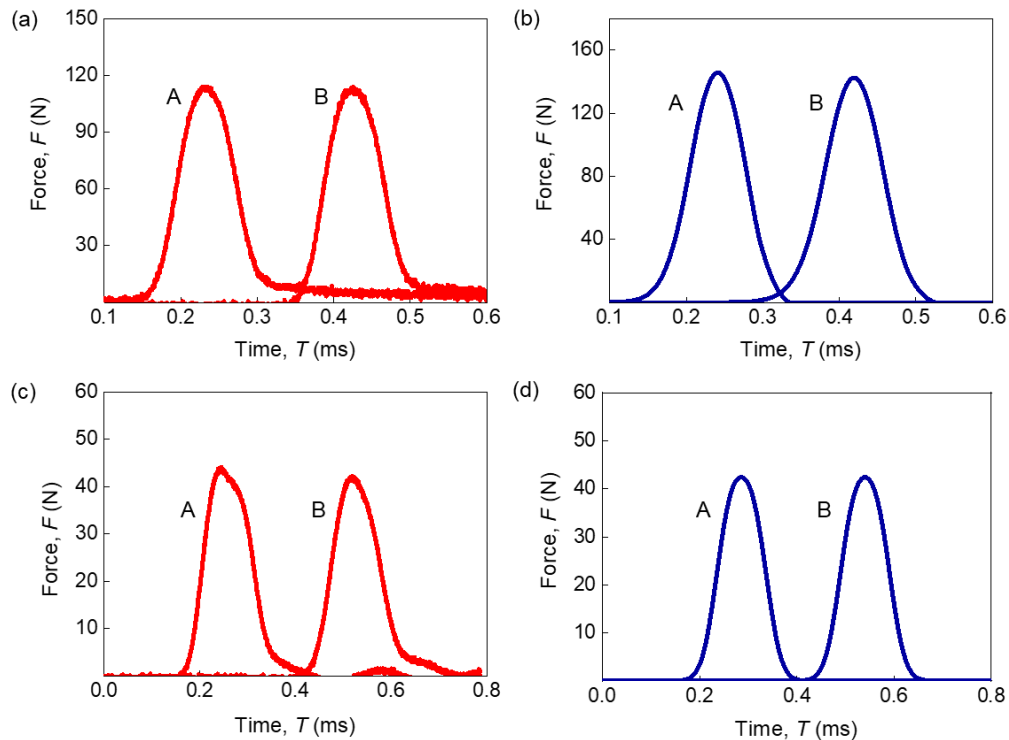 (a)
150
120
90
60
30
A
B
Force, F (N)
0.1 0.2 0.3 0.4 0.5 0.6
Time, T (ms)
(b)
160
120
80
40
A
B
Force, F (N)
0.1 0.2 0.3 0.4 0.5 0.6
Time, T (ms)
(c)
60
50
40
30
20
10
A
B
Force, F (N)
0.0 0.2 0.4 0.6 0.8
Time, T (ms)
(d)
60
50
40
30
20
10
A
B
Force, F (N)
0.0 0.2 0.4 0.6 0.8
Time, T (ms)